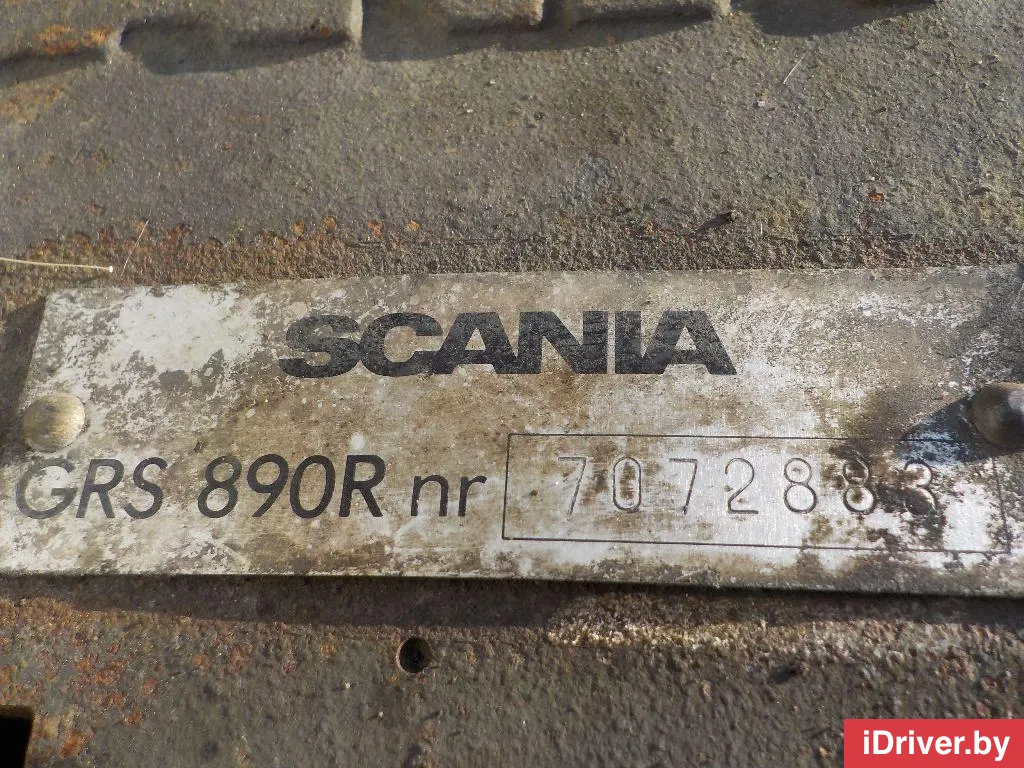 SCANIA
GRS 890R nr 7072883
iDriver.by